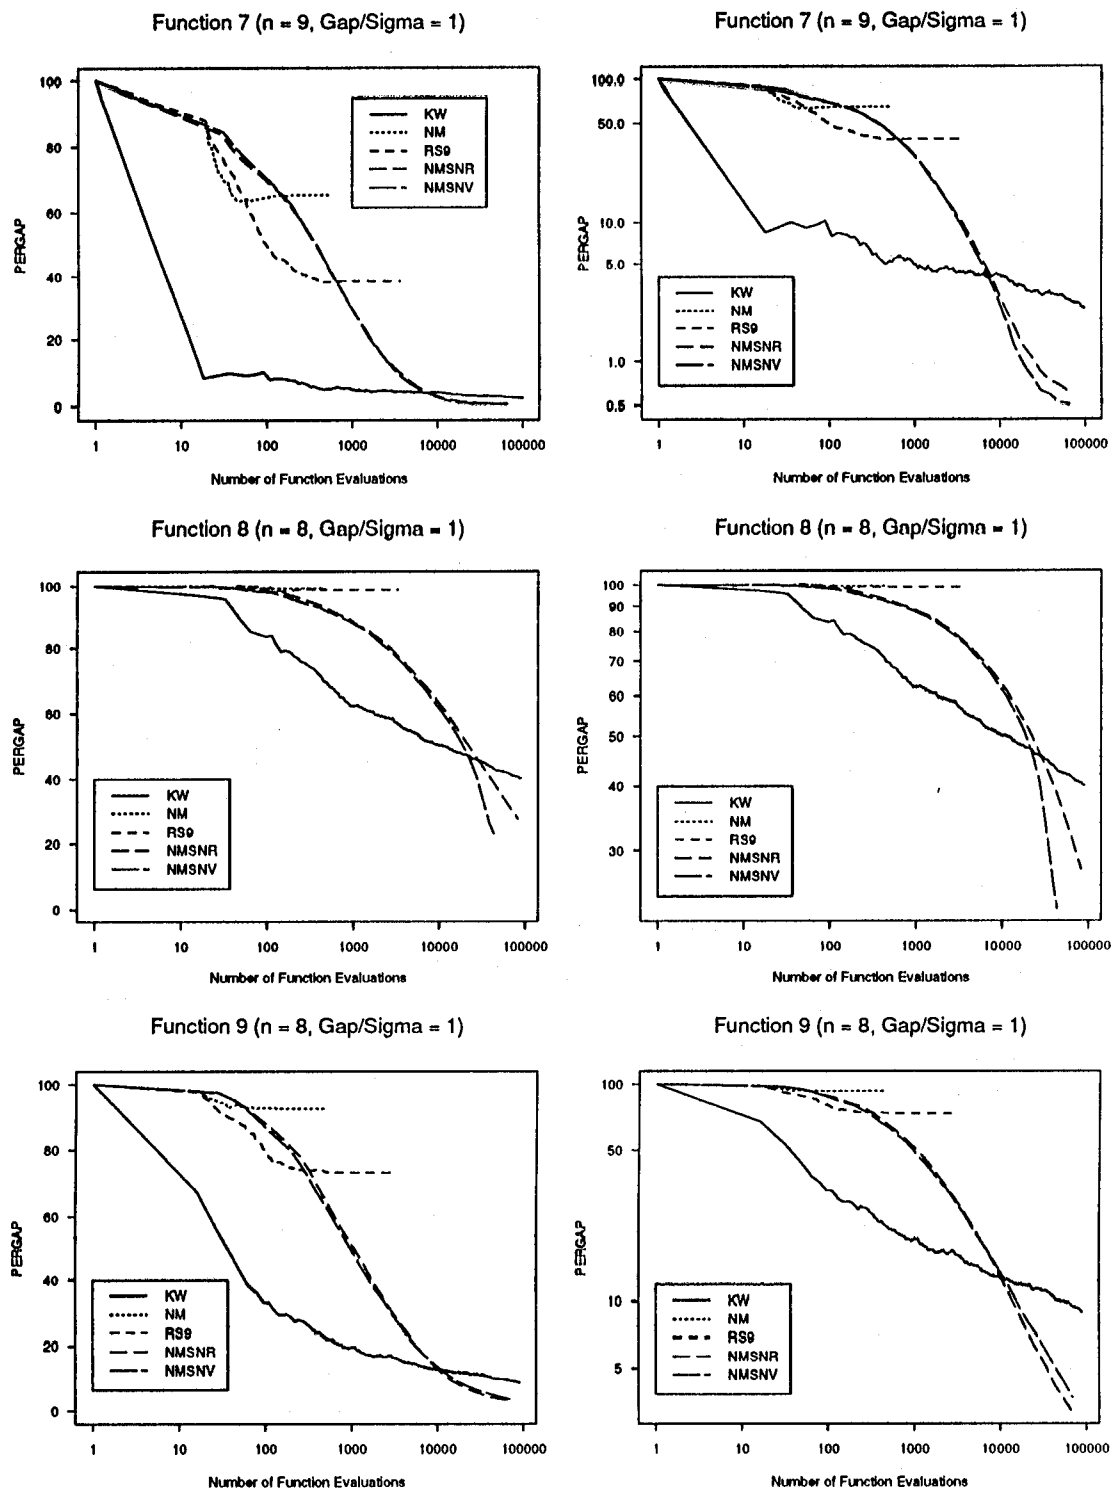 Function 7 (n = 9, Gap/Sigma = 1)
PERGAP
100
80
60
40
20
0
KW
NM
RS9
NMSNR
NMSNV
1 10 100 1000 10000 100000
Number of Function Evaluations
Function 7 (n = 9, Gap/Sigma = 1)
PERGAP
100.0
50.0
10.0
5.0
1.0
0.5
KW
NM
RS9
NMSNR
NMSNV
1 10 100 1000 10000 100000
Number of Function Evaluations
Function 8 (n = 8, Gap/Sigma = 1)
PERGAP
100
80
60
40
20
0
KW
NM
RS9
NMSNR
NMSNV
1 10 100 1000 10000 100000
Number of Function Evaluations
Function 8 (n = 8, Gap/Sigma = 1)
PERGAP
100
90
80
70
60
50
40
30
KW
NM
RS9
NMSNR
NMSNV
1 10 100 1000 10000 100000
Number of Function Evaluations
Function 9 (n = 8, Gap/Sigma = 1)
PERGAP
100
80
60
40
20
0
KW
NM
RS9
NMSNR
NMSNV
1 10 100 1000 10000 100000
Number of Function Evaluations
Function 9 (n = 8, Gap/Sigma = 1)
PERGAP
100
50
10
5
KW
NM
RS9
NMSNR
NMSNV
1 10 100 1000 10000 100000
Number of Function Evaluations